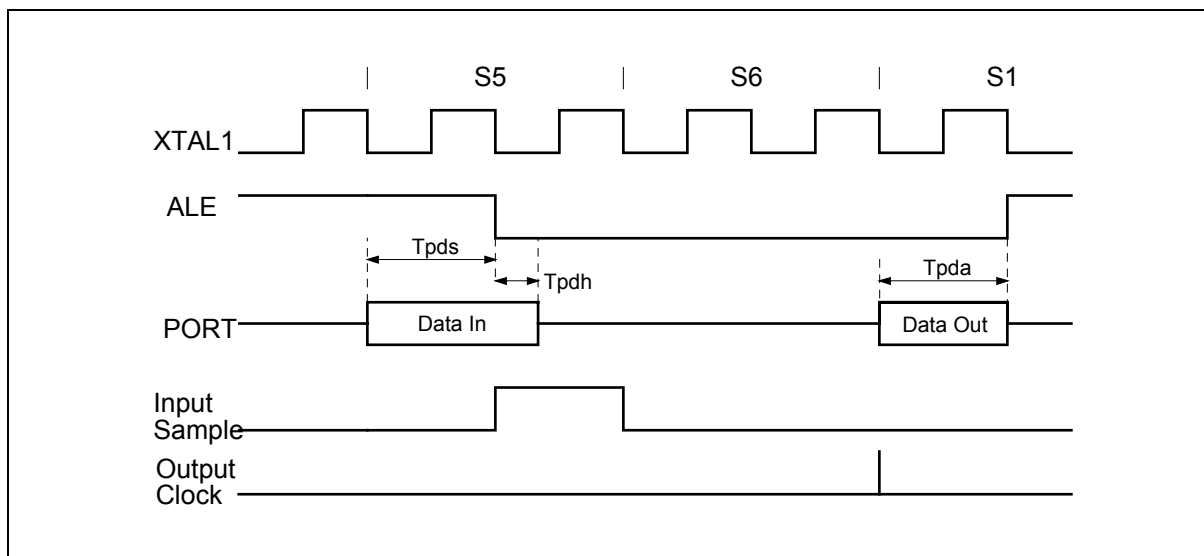 S5 S6 S1
XTAL1
ALE
Tpds
Tpda
Tpdh
PORT
Data In
Data Out
Input
Sample
Output
Clock